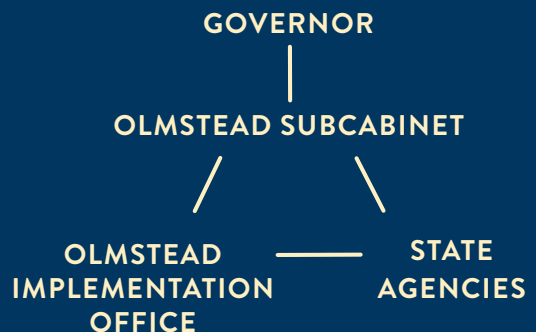 GOVERNOR
OLMSTEAD SUBCABINET
OLMSTEAD
IMPLEMENTATION
OFFICE
STATE
AGENCIES